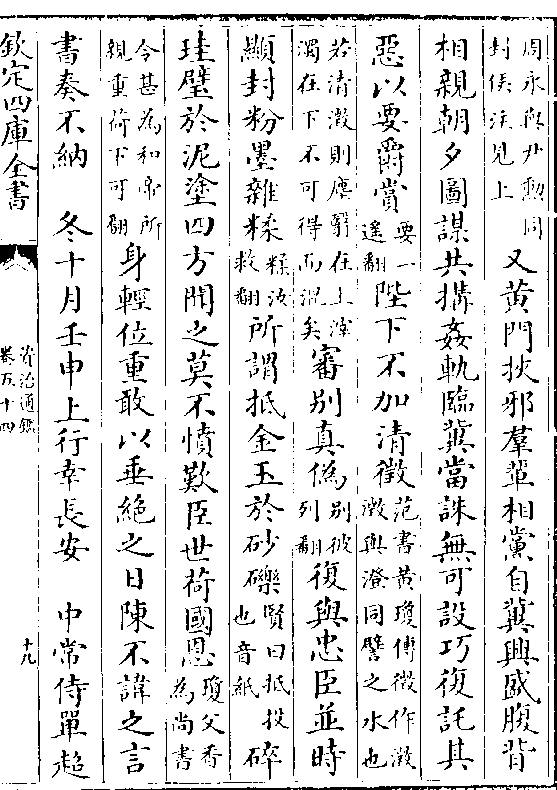 周永與尹勲同
封侯注見上
又黄門挾邪羣輩相黨自冀興盛腹背
相親朝夕圖謀共搆姦軌臨冀當誅無可設巧復託其
惡以要爵賞
要一
遥翻
陛下不加清徵
范書黄瓊傳徵作澂
澂與澄同譬之水也
若清澂則塵翳在上滓
濁在下不可得而混矣
審别真偽
别彼
列翻
復與忠臣並時
顯封粉墨雜糅
糅汝
救翻
所謂抵金玉於砂礫
賢曰抵投
也音紙
碎
珪璧於泥塗四方聞之莫不憤歎臣世荷國恩
瓊父香
為尚書
令甚為和帝所
親重荷下可翻
身輕位重敢以垂絶之日陳不諱之言
書奏不納　冬十月壬申上行幸長安　中常侍單超
欽定四庫全書
資治通鑑
卷五十四
十九